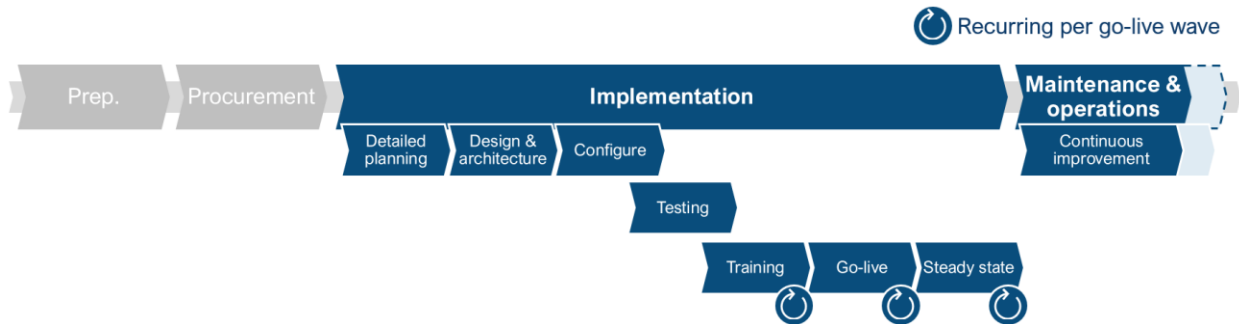 Recurring per go-live wave
Prep.
Procurement
Implementation
Maintenance &
operations
Detailed
planning
Design &
architecture
Configure
Continuous
improvement
Testing
Training
Go-live
Steady state